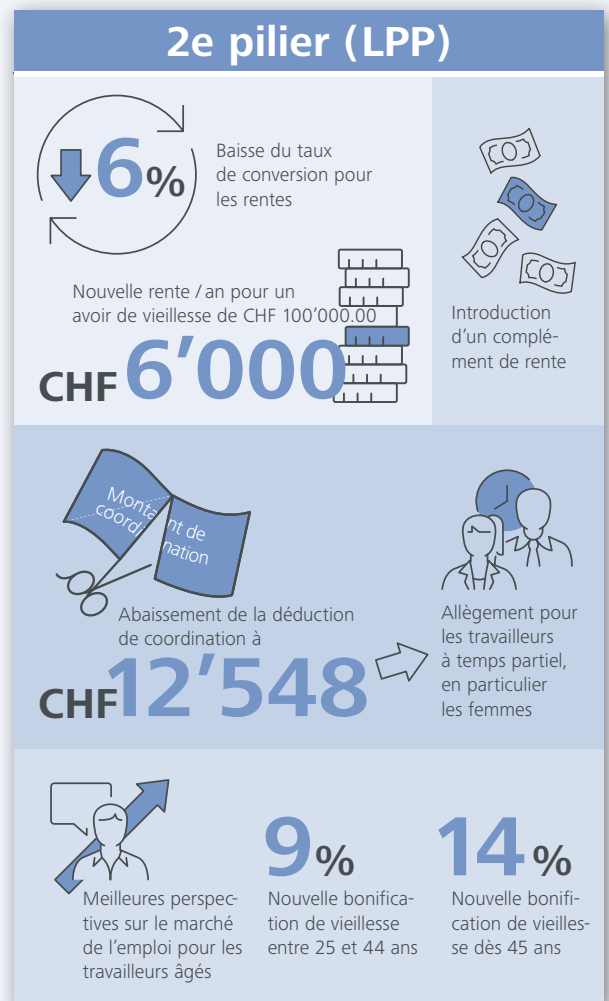 2e pilier (LPP)
6%
Baisse du taux
de conversion pour
les rentes
Nouvelle rente / an pour un
avoir de vieillesse de CHF 100’000.00
CHF 6’000
Introduction
d’un complé-
ment de rente
Montant de
coordination
Abaissement de la déduction
de coordination à
CHF 12’548
Allègement pour
les travailleurs
à temps partiel,
en particulier
les femmes
Meilleures perspec-
tives sur le marché
de l’emploi pour les
travailleurs âgés
9%
Nouvelle bonifica-
tion de vieillesse
entre 25 et 44 ans
14%
Nouvelle bonifi-
cation de vieilles-
se dès 45 ans